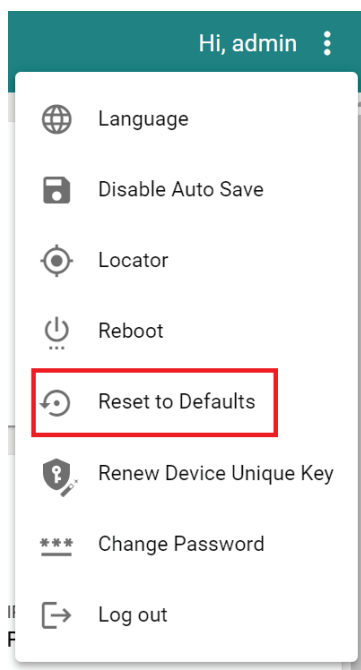 Hi, admin
Language
Disable Auto Save
Locator
Reboot
Reset to Defaults
Renew Device Unique Key
Change Password
Log out